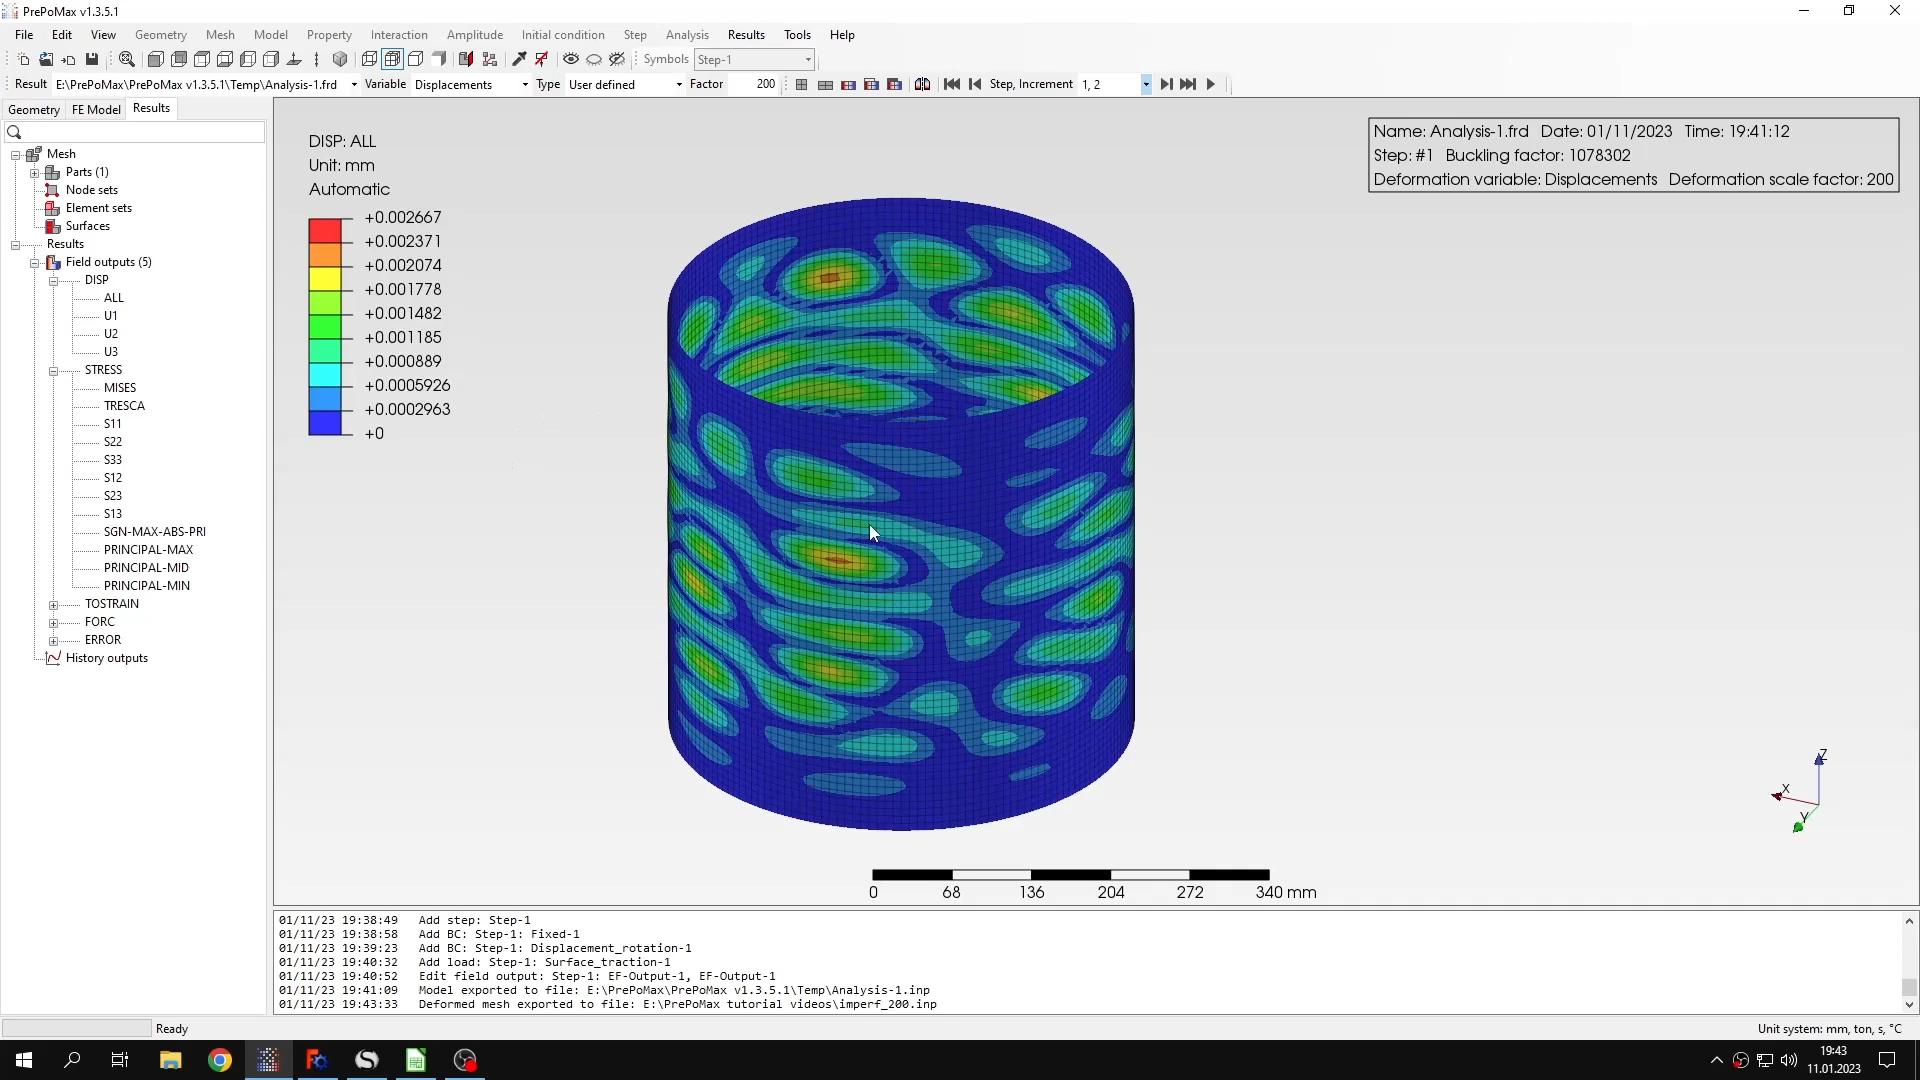 PrePoMax v1.3.5.1
File Edit View Geometry Mesh Model Property Interaction Amplitude Initial condition Step Analysis Results Tools Help
Symbols Step-1
Result E:\PrePoMax\PrePoMax v1.3.5.1\Temp\Analysis-1.frd Variable Displacements Type User defined Factor 200 Step, Increment 1, 2
Geometry FE Model Results
Mesh
Parts (1)
Node sets
Element sets
Surfaces
Results
Field outputs (5)
DISP
ALL
U1
U2
U3
STRESS
MISES
TRESCA
S11
S22
S33
S12
S23
S13
SGN-MAX-ABS-PRI
PRINCIPAL-MAX
PRINCIPAL-MID
PRINCIPAL-MIN
TOSTRAIN
FORC
ERROR
History outputs
DISP: ALL
Unit: mm
Automatic
+0.002667
+0.002371
+0.002074
+0.001778
+0.001482
+0.001185
+0.000889
+0.0005926
+0.0002963
+0
Name: Analysis-1.frd Date: 01/11/2023 Time: 19:41:12
Step: #1 Buckling factor: 1078302
Deformation variable: Displacements Deformation scale factor: 200
Z
X
Y
0 68 136 204 272 340 mm
01/11/23 19:38:49 Add step: Step-1
01/11/23 19:38:58 Add BC: Step-1: Fixed-1
01/11/23 19:39:23 Add BC: Step-1: Displacement_rotation-1
01/11/23 19:40:32 Add load: Step-1: Surface_traction-1
01/11/23 19:40:52 Edit field output: Step-1: EF-Output-1, EF-Output-1
01/11/23 19:41:09 Model exported to file: E:\PrePoMax\PrePoMax v1.3.5.1\Temp\Analysis-1.inp
01/11/23 19:43:33 Deformed mesh exported to file: E:\PrePoMax tutorial videos\imperf_200.inp
Ready
Unit system: mm, ton, s, °C
19:43
11.01.2023